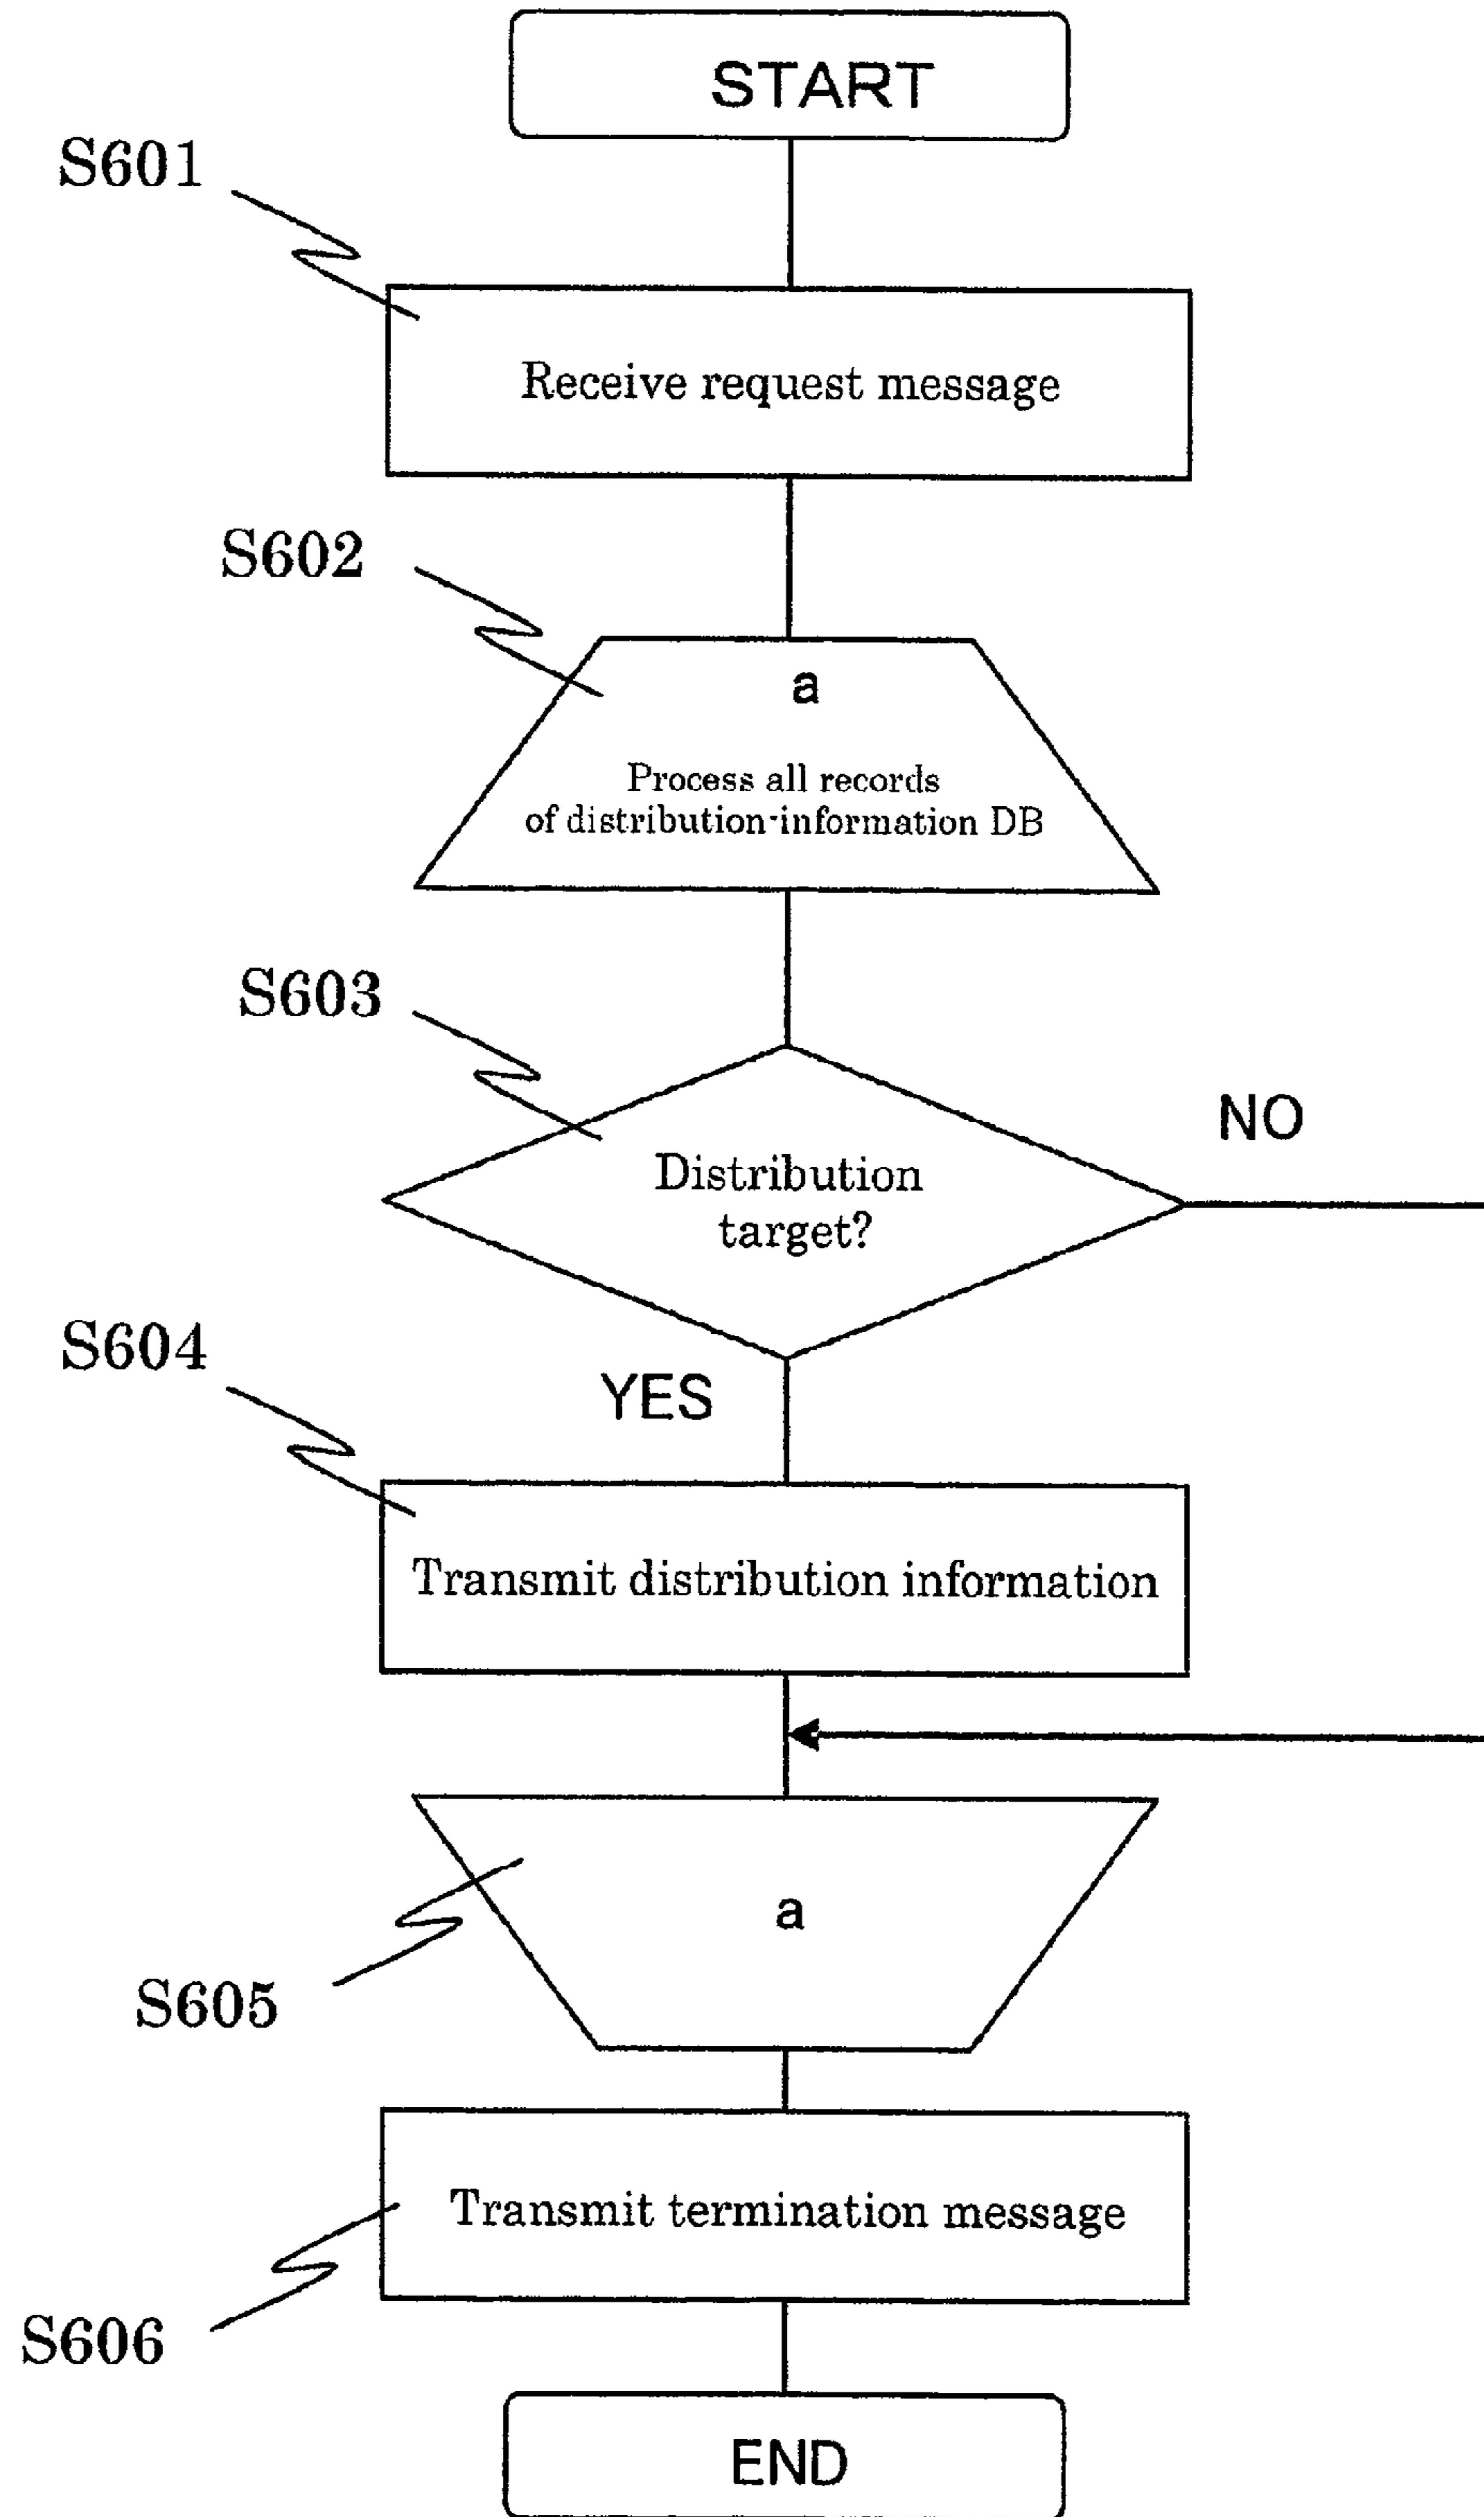 START
S601
Receive request message
S602
a
Process all records
of distribution-information DB
S603
NO
Distribution
target?
S604
YES
Transmit distribution information
a
S605
Transmit termination message
S606
END